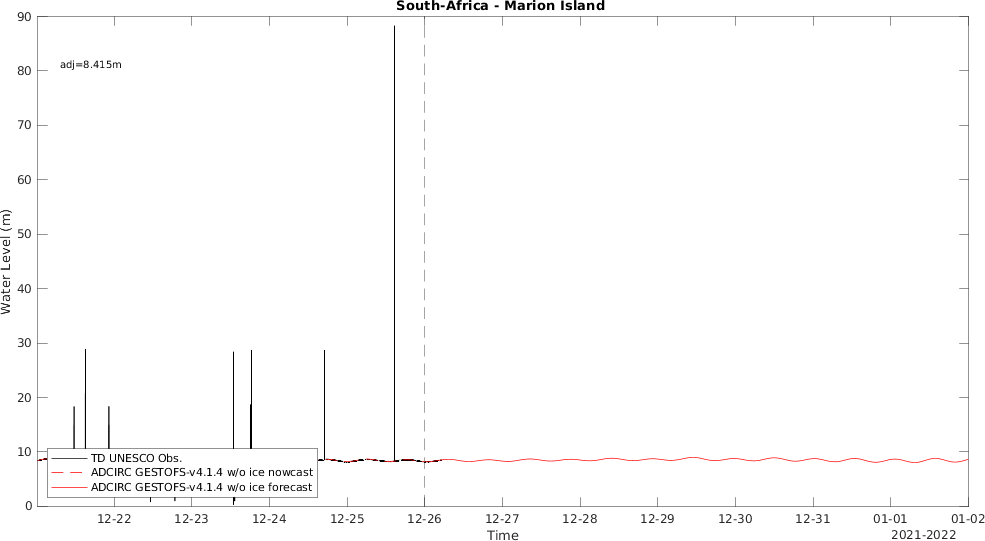 South-Africa - Marion Island
90
80
70
60
50
40
30
20
10
0
Water Level (m)
adj=8.415m
TD UNESCO Obs.
ADCIRC GESTOFS-v4.1.4 w/o ice nowcast
ADCIRC GESTOFS-v4.1.4 w/o ice forecast
12-22 12-23 12-24 12-25 12-26 12-27 12-28 12-29 12-30 12-31 01-01 01-02
Time
2021-2022